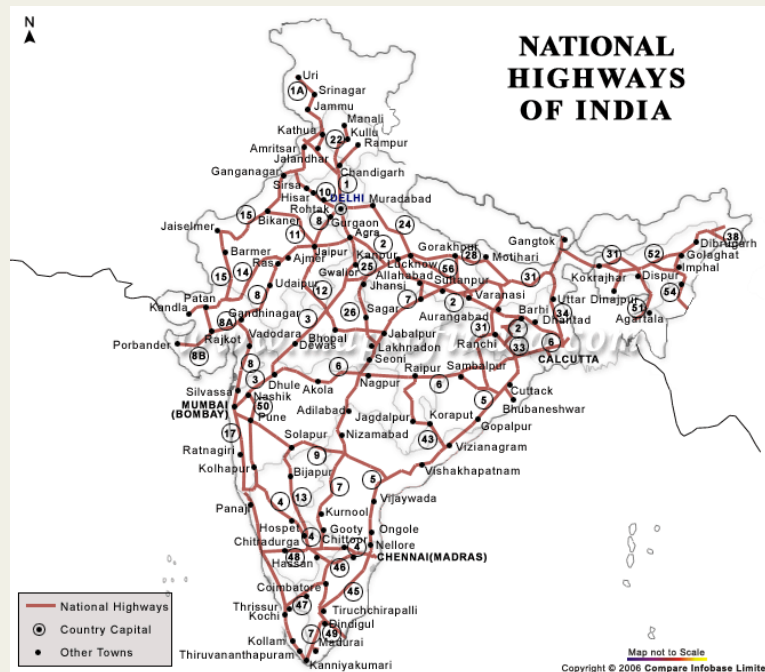 N
NATIONAL
HIGHWAYS
OF INDIA
Uri
1A
Srinagar
Jammu
Manali
Kathua
22
Kullu
Amritsar
Rampur
Jalandhar
Chandigarh
Ganganagar
1
Sirsa
10
Hisar
DELHI
Muradabad
Rohtak
15
8
Gurgaon
24
Bikaner
Agra
Jaiselmer
11
2
Gorakhpur
Gangtok
38
Jaipur
Kanpur
Lucknow
28
Motihari
31
52
Dibrugarh
Barmer
Ajmer
Gwalior
25
56
Golaghat
15
14
Ras
Allahabad
Sultanpur
31
Kokrajhar
Dispur
Imphal
Patan
8
Udaipur
12
Jhansi
7
2
Varanasi
Uttar Dinajpur
54
Kandla
26
Aurangabad
Barhi
34
51
8A
Gandhinagar
3
Sagar
31
2
Dhanbad
Agartala
Rajkot
Vadodara
Bhopal
Jabalpur
Ranchi
33
6
Porbander
Dewas
Lakhnadon
CALCUTTA
8B
8
6
Seoni
Raipur
Sambalpur
3
Dhule
Akola
Nagpur
6
Cuttack
Silvassa
Nashik
5
Bhubaneshwar
MUMBAI
(BOMBAY)
50
Adilabad
Jagdalpur
Koraput
Pune
Gopalpur
17
Solapur
Nizamabad
43
Vizianagram
Ratnagiri
9
Vishakhapatnam
Kolhapur
Bijapur
5
7
4
13
Vijaywada
Panaj
Kurnool
Hospet
Gooty
Ongole
Chitradurga
4
Chittoor
4
Nellore
48
Hassan
CHENNAI(MADRAS)
46
Coimbatore
45
National Highways
Thrissur
47
Tiruchchirapalli
Country Capital
Kochi
Dindigul
Other Towns
Kollam
7
49
Madurai
Thiruvananthapuram
Kanniyakumari
Map not to Scale
Copyright © 2006 Compare Infobase Limite